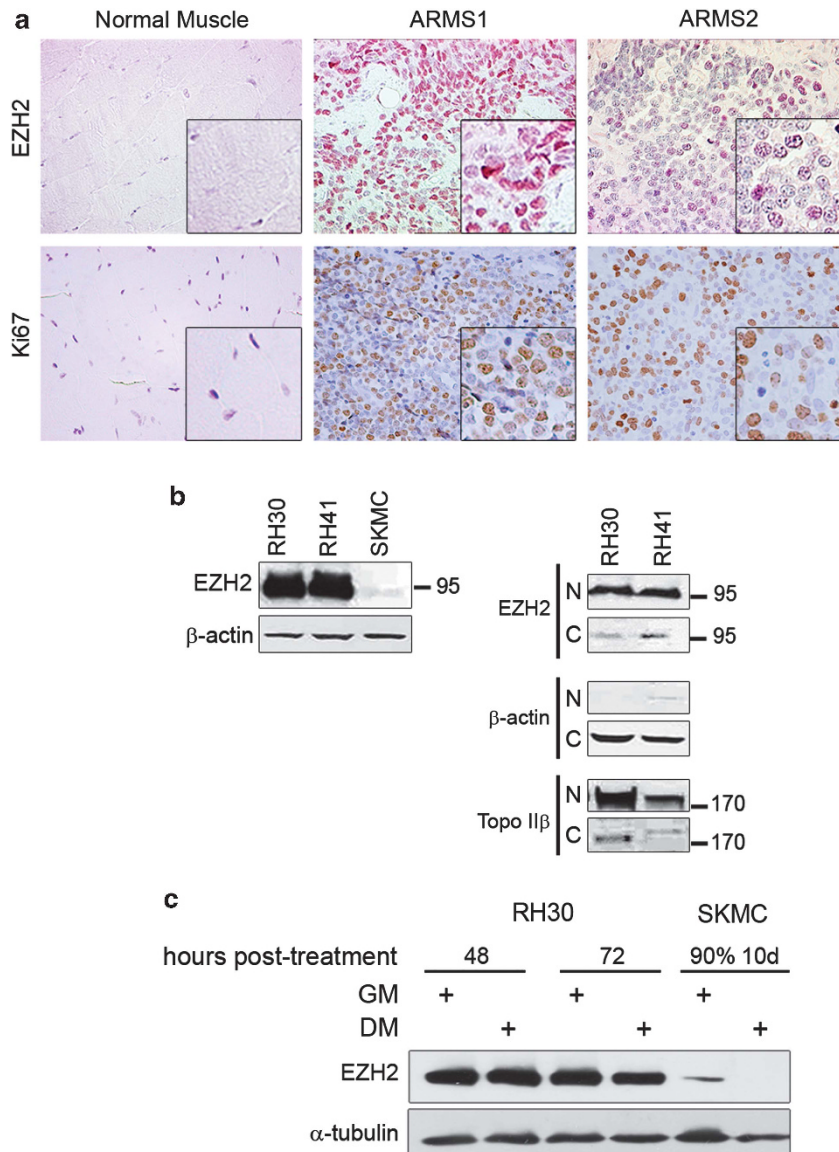 a
Normal Muscle ARMS1 ARMS2
EZH2
Ki67
b
RH30 RH41 SKMC
EZH2 95
β-actin
RH30 RH41
EZH2 N 95
C 95
β-actin N
C
Topo IIβ N 170
C 170
c
RH30 SKMC
hours post-treatment 48 72 90% 10d
GM + + +
DM + + +
EZH2
α-tubulin